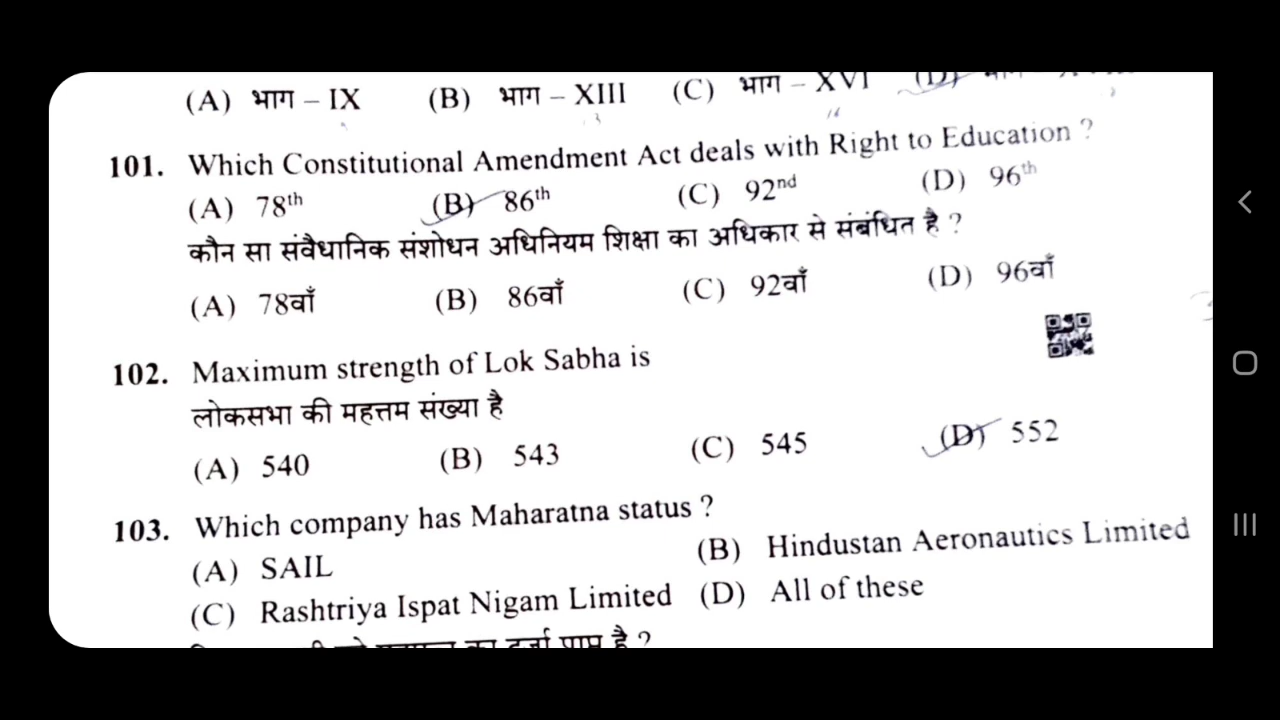 (A) भाग – IX (B) भाग – XIII (C) भाग – XVI (D)
101. Which Constitutional Amendment Act deals with Right to Education ?
(A) 78th (B) 86th (C) 92nd (D) 96th
कौन सा संवैधानिक संशोधन अधिनियम शिक्षा का अधिकार से संबंधित है ?
(A) 78वाँ (B) 86वाँ (C) 92वाँ (D) 96वाँ
102. Maximum strength of Lok Sabha is
लोकसभा की महत्तम संख्या है
(A) 540 (B) 543 (C) 545 (D) 552
103. Which company has Maharatna status ?
(A) SAIL (B) Hindustan Aeronautics Limited
(C) Rashtriya Ispat Nigam Limited (D) All of these
का दर्जा प्राप्त है ?